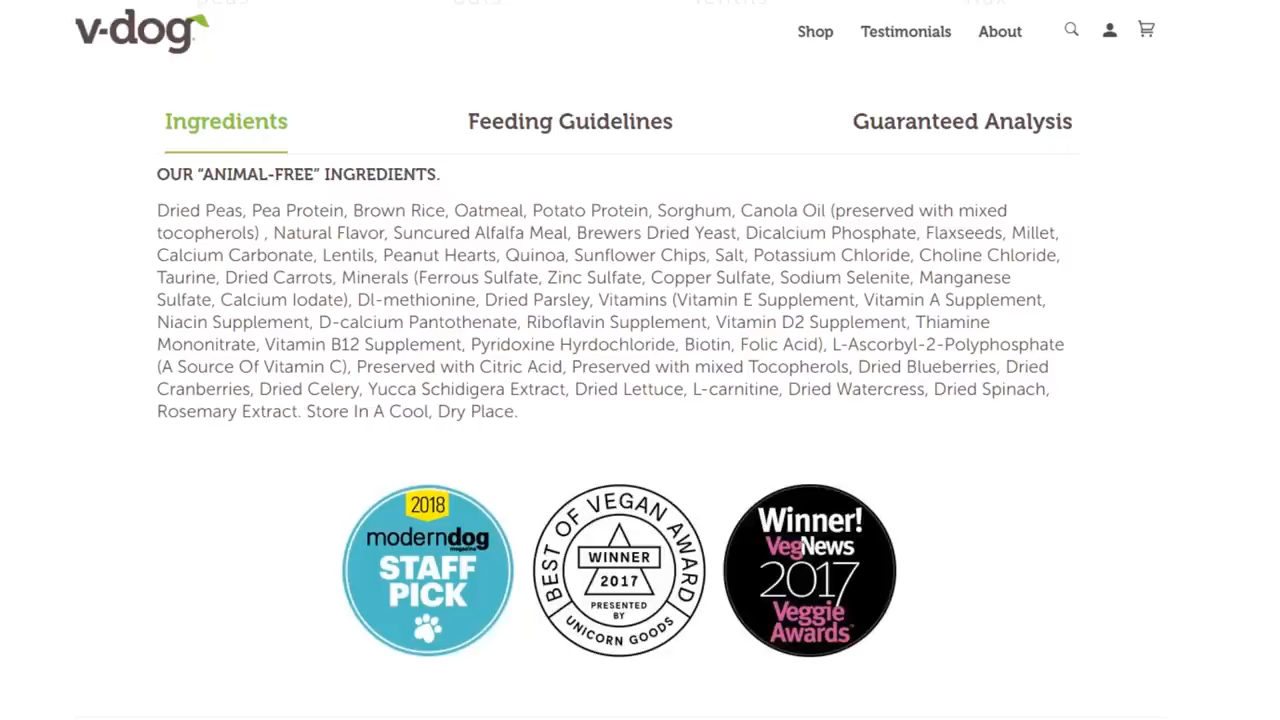 v-dog
Shop Testimonials About
Ingredients Feeding Guidelines Guaranteed Analysis
OUR “ANIMAL-FREE” INGREDIENTS.
Dried Peas, Pea Protein, Brown Rice, Oatmeal, Potato Protein, Sorghum, Canola Oil (preserved with mixed
tocopherols) , Natural Flavor, Suncured Alfalfa Meal, Brewers Dried Yeast, Dicalcium Phosphate, Flaxseeds, Millet,
Calcium Carbonate, Lentils, Peanut Hearts, Quinoa, Sunflower Chips, Salt, Potassium Chloride, Choline Chloride,
Taurine, Dried Carrots, Minerals (Ferrous Sulfate, Zinc Sulfate, Copper Sulfate, Sodium Selenite, Manganese
Sulfate, Calcium Iodate), Dl-methionine, Dried Parsley, Vitamins (Vitamin E Supplement, Vitamin A Supplement,
Niacin Supplement, D-calcium Pantothenate, Riboflavin Supplement, Vitamin D2 Supplement, Thiamine
Mononitrate, Vitamin B12 Supplement, Pyridoxine Hyrdochloride, Biotin, Folic Acid), L-Ascorbyl-2-Polyphosphate
(A Source Of Vitamin C), Preserved with Citric Acid, Preserved with mixed Tocopherols, Dried Blueberries, Dried
Cranberries, Dried Celery, Yucca Schidigera Extract, Dried Lettuce, L-carnitine, Dried Watercress, Dried Spinach,
Rosemary Extract. Store In A Cool, Dry Place.
2018
moderndog
magazine
STAFF
PICK
BEST OF VEGAN AWARD
WINNER
2017
PRESENTED
BY
UNICORN GOODS
Winner!
VegNews
2017
Veggie
Awards™